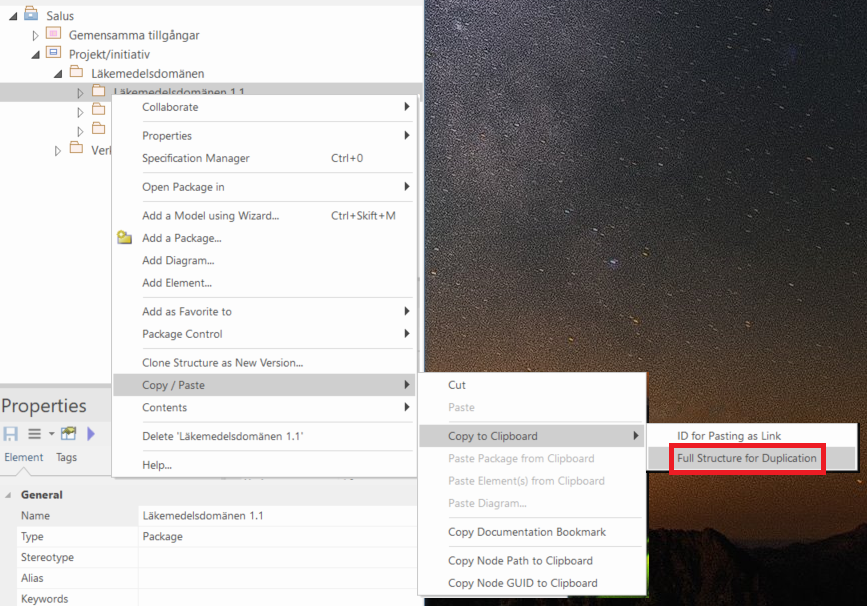 Salus
Gemensamma tillgångar
Projekt/initiativ
Läkemedelsdomänen
Läkemedelsdomänen 1.1
Verl
Collaborate
Properties
Specification Manager Ctrl+0
Open Package in
Add a Model using Wizard... Ctrl+Skift+M
Add a Package...
Add Diagram...
Add Element...
Add as Favorite to
Package Control
Clone Structure as New Version...
Copy / Paste
Contents
Delete 'Läkemedelsdomänen 1.1'
Help...
Cut
Paste
Copy to Clipboard
Paste Package from Clipboard
Paste Element(s) from Clipboard
Paste Diagram...
Copy Documentation Bookmark
Copy Node Path to Clipboard
Copy Node GUID to Clipboard
ID for Pasting as Link
Full Structure for Duplication
Properties
Element Tags
General
Name Läkemedelsdomänen 1.1
Type Package
Stereotype
Alias
Keywords